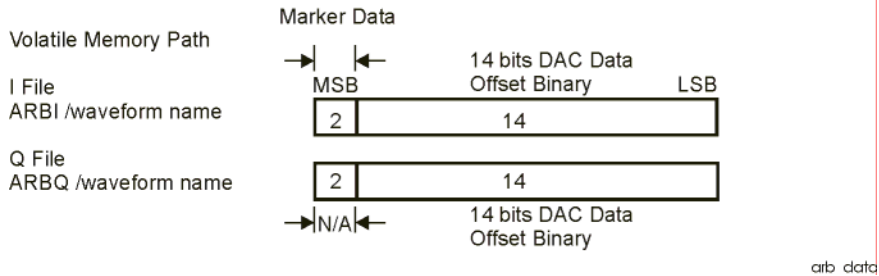 Marker Data
Volatile Memory Path
14 bits DAC Data
Offset Binary
I File
MSB
LSB
ARBI /waveform name
2
14
Q File
ARBQ /waveform name
2
14
N/A
14 bits DAC Data
Offset Binary
arb data